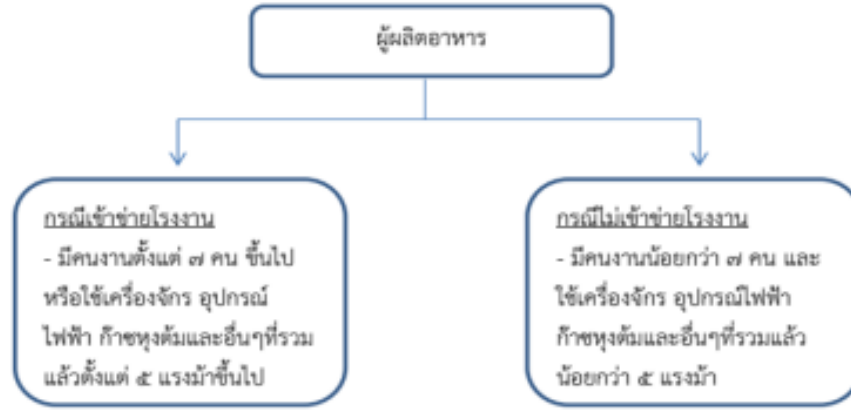 ผู้ผลิตอาหาร
กรณีเข้าข่ายโรงงาน
- มีคนงานตั้งแต่ ๗ คน ขึ้นไป
หรือใช้เครื่องจักร อุปกรณ์
ไฟฟ้า ก๊าซหุงต้มและอื่นๆที่รวม
แล้วตั้งแต่ ๕ แรงม้าขึ้นไป
กรณีไม่เข้าข่ายโรงงาน
- มีคนงานน้อยกว่า ๗ คน และ
ใช้เครื่องจักร อุปกรณ์ไฟฟ้า
ก๊าซหุงต้มและอื่นๆที่รวมแล้ว
น้อยกว่า ๕ แรงม้า